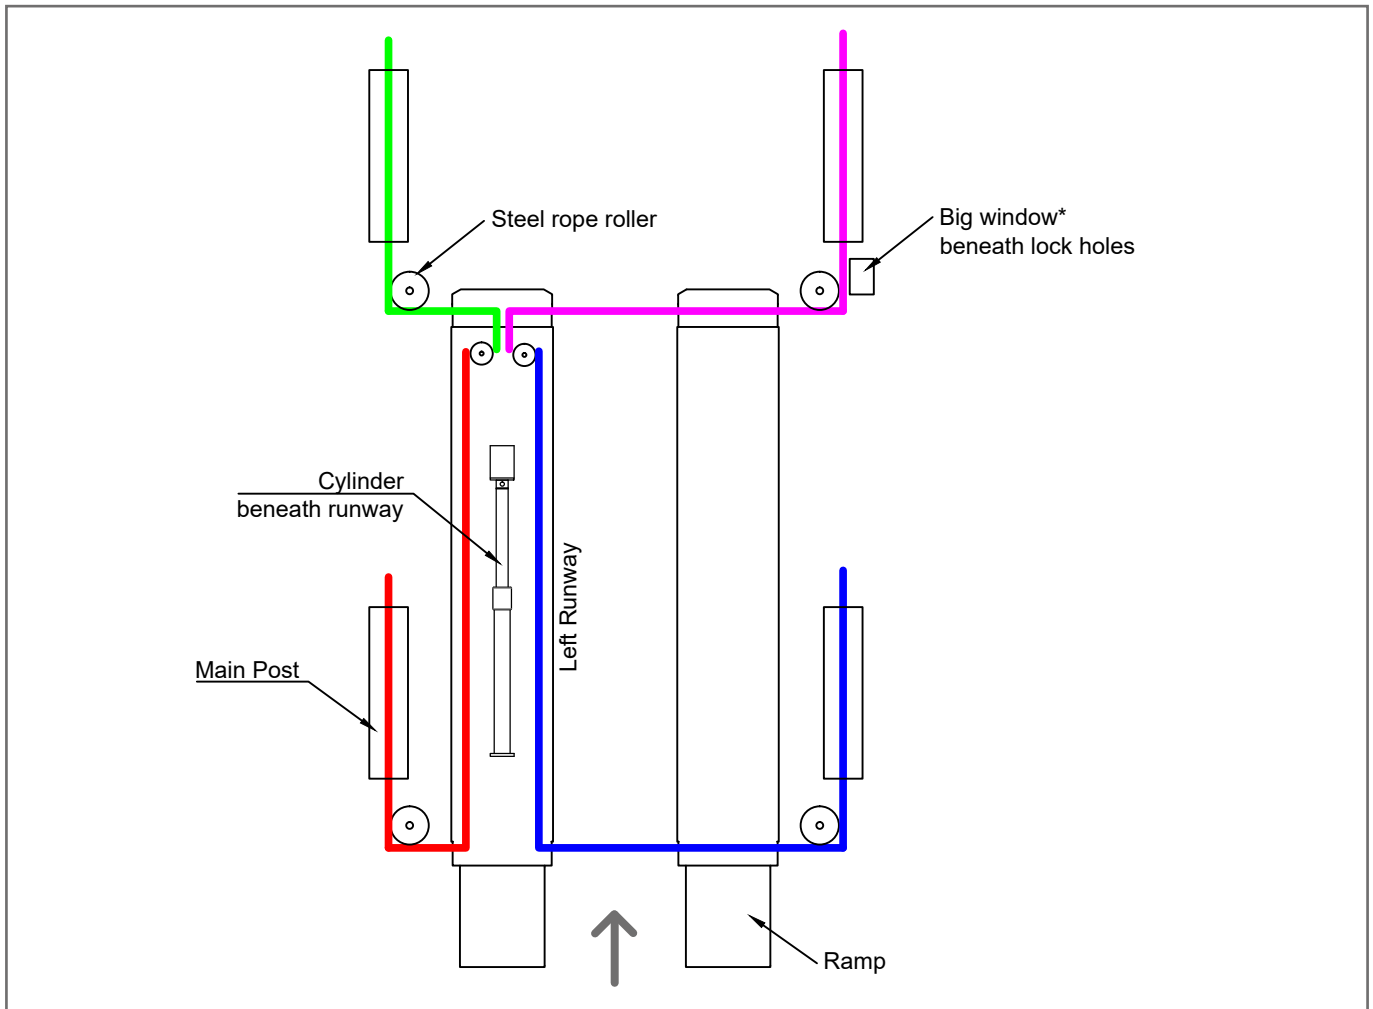 Steel rope roller
Big window*
beneath lock holes
Cylinder
beneath runway
Left Runway
Main Post
Ramp